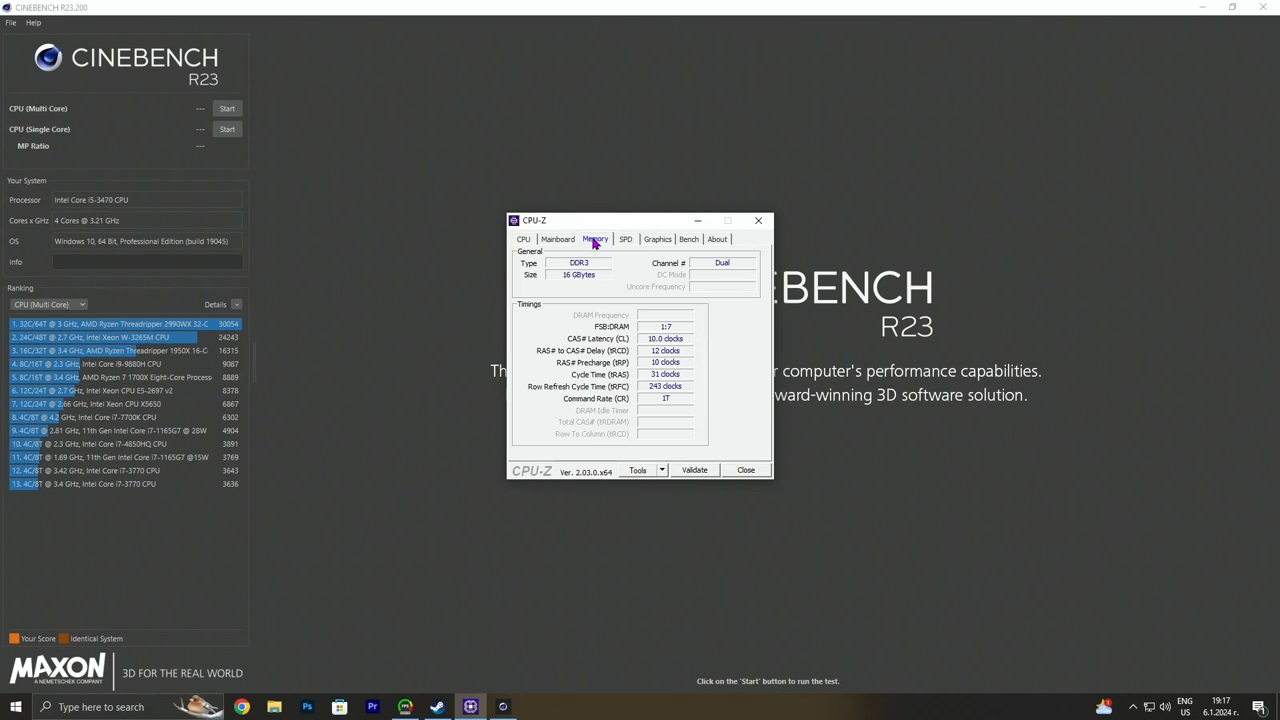 CINEBENCH R23.200
File Help
CINEBENCH
R23
CPU (Multi Core) --- Start
CPU (Single Core) --- Start
MP Ratio ---
Your System
Processor Intel Core i5-3470 CPU
Cores x GHz 4 Cores @ 3.21 GHz
OS Windows 10, 64 Bit, Professional Edition (build 19045)
Info
Ranking
CPU (Multi Core) Details
1. 32C/64T @ 3 GHz, AMD Ryzen Threadripper 2990WX 32-C 30054
2. 24C/48T @ 2.7 GHz, Intel Xeon W-3265M CPU 24243
3. 16C/32T @ 3.4 GHz, AMD Ryzen Threadripper 1950X 16-C 16315
4. 8C/16T @ 2.3 GHz, Intel Core i9-9880H CPU 9087
5. 8C/16T @ 3.4 GHz, AMD Ryzen 7 1700X Eight-Core Process 8889
6. 12C/24T @ 2.7 GHz, Intel Xeon CPU E5-2697 v2 8378
7. 12C/24T @ 2.66 GHz, Intel Xeon CPU X5650 6867
8. 4C/8T @ 4.2 GHz, Intel Core i7-7700K CPU 6302
9. 4C/8T @ 2.81 GHz, 11th Gen Intel Core i7-1165G7 @ 28W 4904
10. 4C/8T @ 2.3 GHz, Intel Core i7-4850HQ CPU 3891
11. 4C/8T @ 1.69 GHz, 11th Gen Intel Core i7-1165G7 @15W 3769
12. 4C/8T @ 3.42 GHz, Intel Core i7-3770 CPU 3643
13. 4C/8T @ 3.4 GHz, Intel Core i7-3770 CPU 3636
Your Score Identical System
MAXON
A NEMETSCHEK COMPANY
3D FOR THE REAL WORLD
CPU-Z
CPU Mainboard Memory SPD Graphics Bench About
General
Type DDR3 Channel # Dual
Size 16 GBytes DC Mode
Uncore Frequency
Timings
DRAM Frequency
FSB:DRAM 1:7
CAS# Latency (CL) 10.0 clocks
RAS# to CAS# Delay (tRCD) 12 clocks
RAS# Precharge (tRP) 10 clocks
Cycle Time (tRAS) 31 clocks
Row Refresh Cycle Time (tRFC) 243 clocks
Command Rate (CR) 1T
DRAM Idle Timer
Total CAS# (tRDRAM)
Row To Column (tRCD)
CPU-Z Ver. 2.03.0.x64 Tools Validate Close
EBENCH
R23
Th r computer's performance capabilities.
ward-winning 3D software solution.
Click on the 'Start' button to run the test.
Type here to search
ENG
УС
19:17
6.1.2024 г.